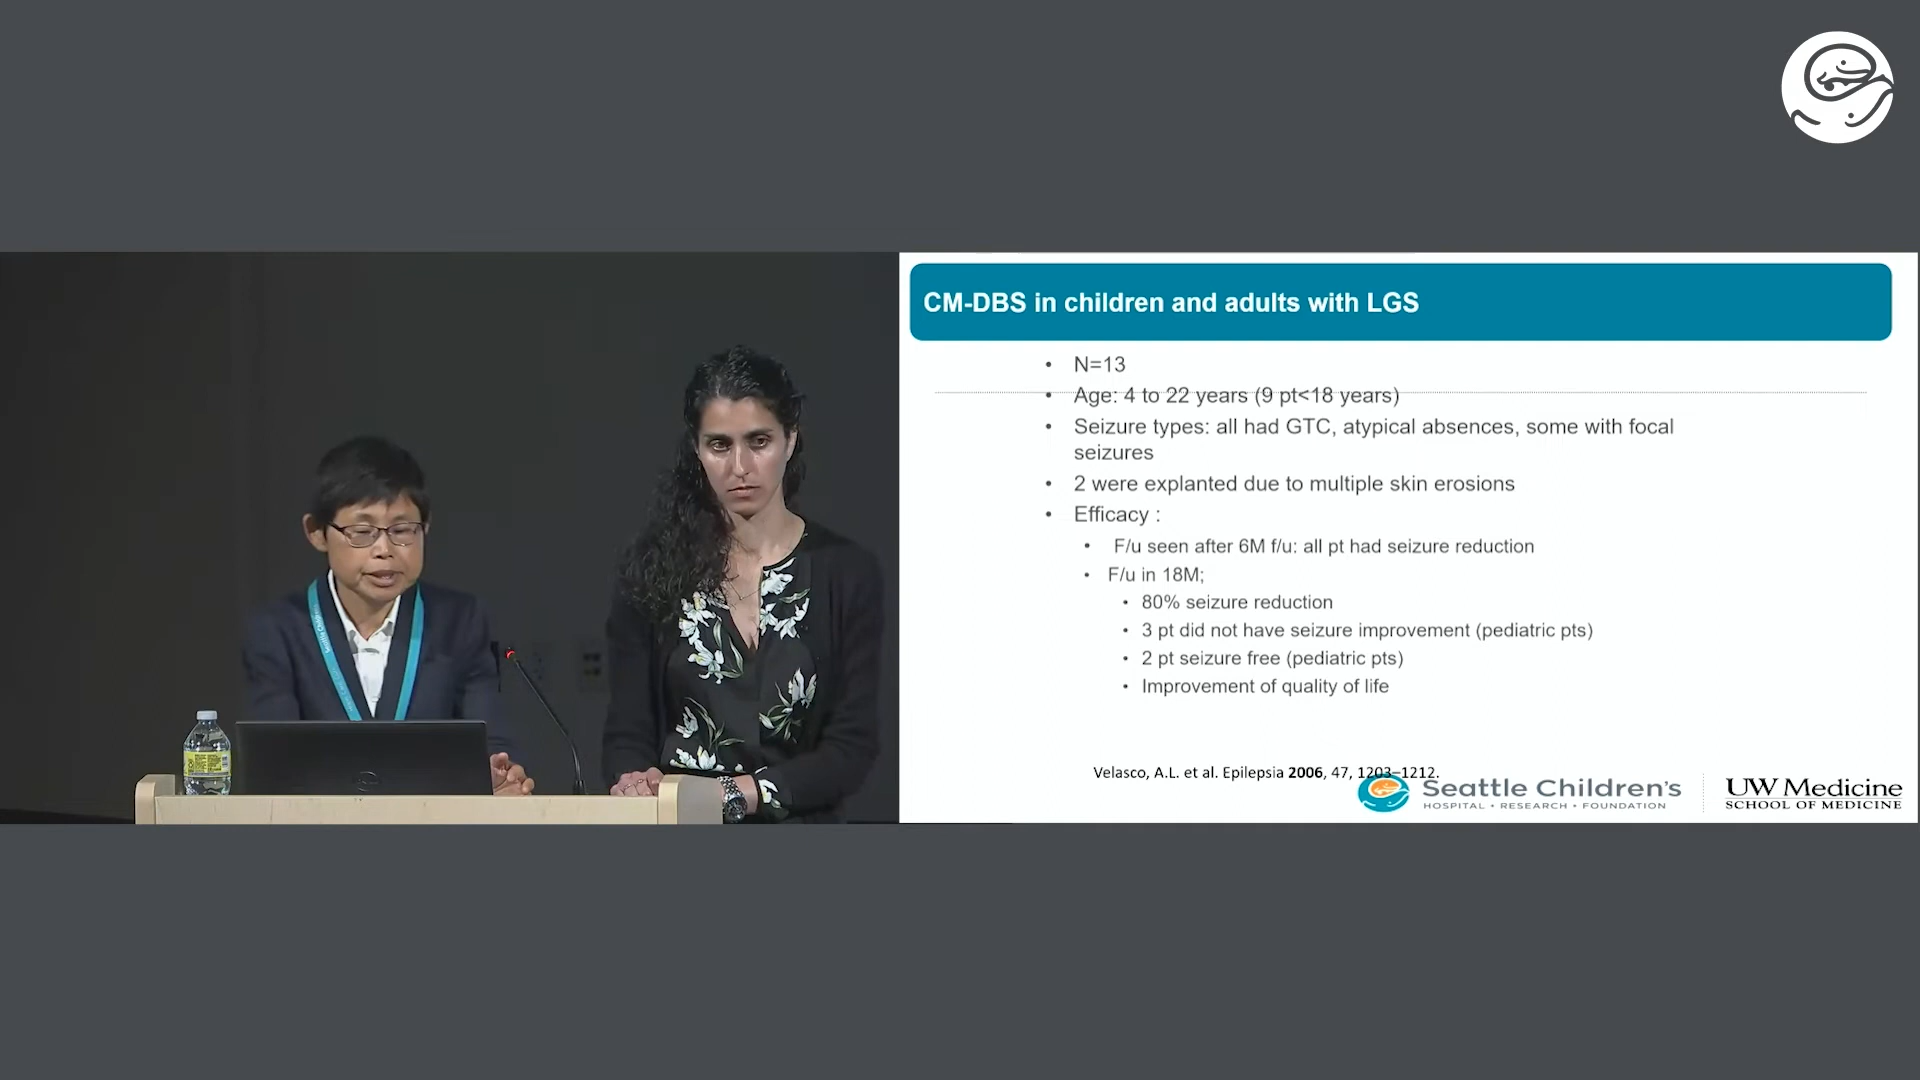 CM-DBS in children and adults with LGS
• N=13
• Age: 4 to 22 years (9 pt<18 years)
• Seizure types: all had GTC, atypical absences, some with focal
seizures
• 2 were explanted due to multiple skin erosions
• Efficacy :
• F/u seen after 6M f/u: all pt had seizure reduction
• F/u in 18M;
• 80% seizure reduction
• 3 pt did not have seizure improvement (pediatric pts)
• 2 pt seizure free (pediatric pts)
• Improvement of quality of life
Velasco, A.L. et al. Epilepsia 2006, 47, 1203–1212.
Seattle Children's
HOSPITAL • RESEARCH • FOUNDATION
UW Medicine
SCHOOL OF MEDICINE